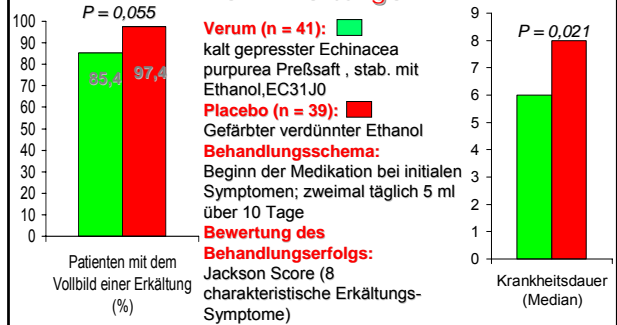 P = 0,055
100
90
80
70
60
50
40
30
20
10
0
85,4
97,4
Patienten mit dem
Vollbild einer Erkältung
(%)
Verum (n = 41):
kalt gepresster Echinacea
purpurea Preßsaft , stab. mit
Ethanol,EC31J0
Placebo (n = 39):
Gefärbter verdünnter Ethanol
Behandlungsschema:
Beginn der Medikation bei initialen
Symptomen; zweimal täglich 5 ml
über 10 Tage
Bewertung des
Behandlungserfolgs:
Jackson Score (8
charakteristische Erkältungs-
Symptome)
P = 0,021
9
8
7
6
5
4
3
2
1
0
Krankheitsdauer
(Median)